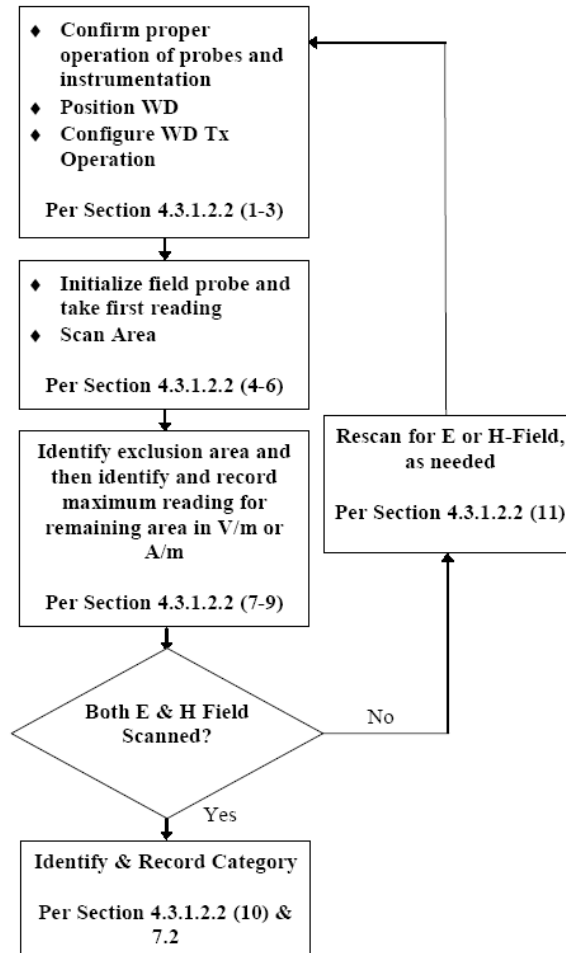 ♦ Confirm proper
operation of probes and
instrumentation
♦ Position WD
♦ Configure WD Tx
Operation
Per Section 4.3.1.2.2 (1-3)
♦ Initialize field probe and
take first reading
♦ Scan Area
Per Section 4.3.1.2.2 (4-6)
Identify exclusion area and
then identify and record
maximum reading for
remaining area in V/m or
A/m
Per Section 4.3.1.2.2 (7-9)
Rescan for E or H-Field,
as needed
Per Section 4.3.1.2.2 (11)
Both E & H Field
Scanned?
No
Yes
Identify & Record Category
Per Section 4.3.1.2.2 (10) &
7.2